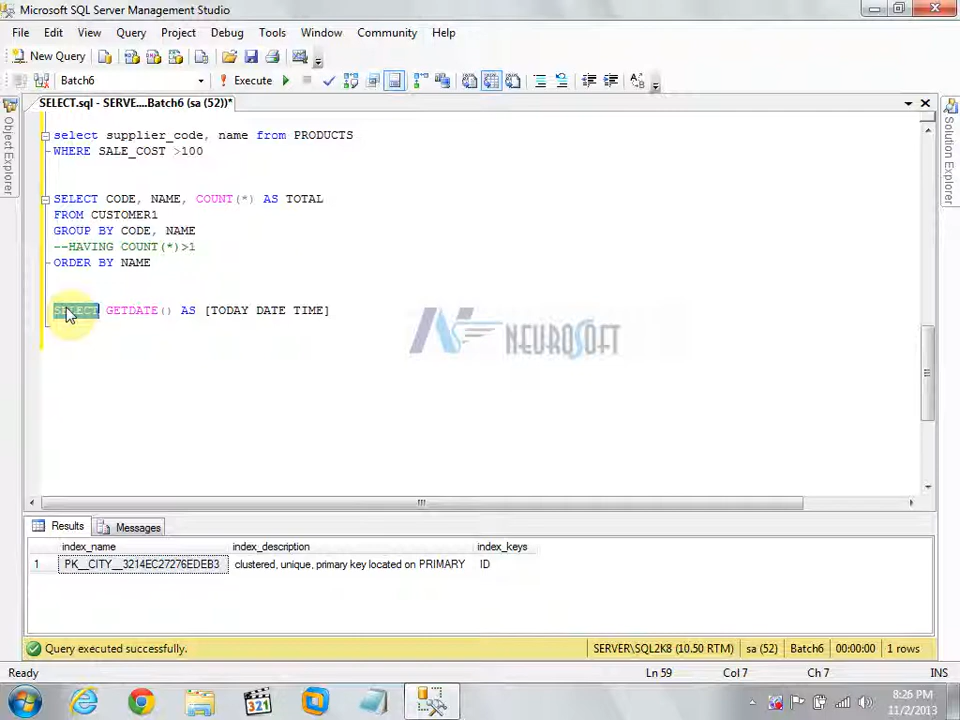 Microsoft SQL Server Management Studio
File Edit View Query Project Debug Tools Window Community Help
New Query
Batch6 Execute
SELECT.sql - SERVE....Batch6 (sa (52))*
Object Explorer
Solution Explorer
select supplier_code, name from PRODUCTS
WHERE SALE_COST >100
SELECT CODE, NAME, COUNT(*) AS TOTAL
FROM CUSTOMER1
GROUP BY CODE, NAME
--HAVING COUNT(*)>1
ORDER BY NAME
SELECT GETDATE() AS [TODAY DATE TIME]
NEUROSOFT
Results Messages
index_name index_description index_keys
1 PK__CITY__3214EC27276EDEB3 clustered, unique, primary key located on PRIMARY ID
Query executed successfully. SERVER\SQL2K8 (10.50 RTM) sa (52) Batch6 00:00:00 1 rows
Ready Ln 59 Col 7 Ch 7 INS
321
8:26 PM
11/2/2013